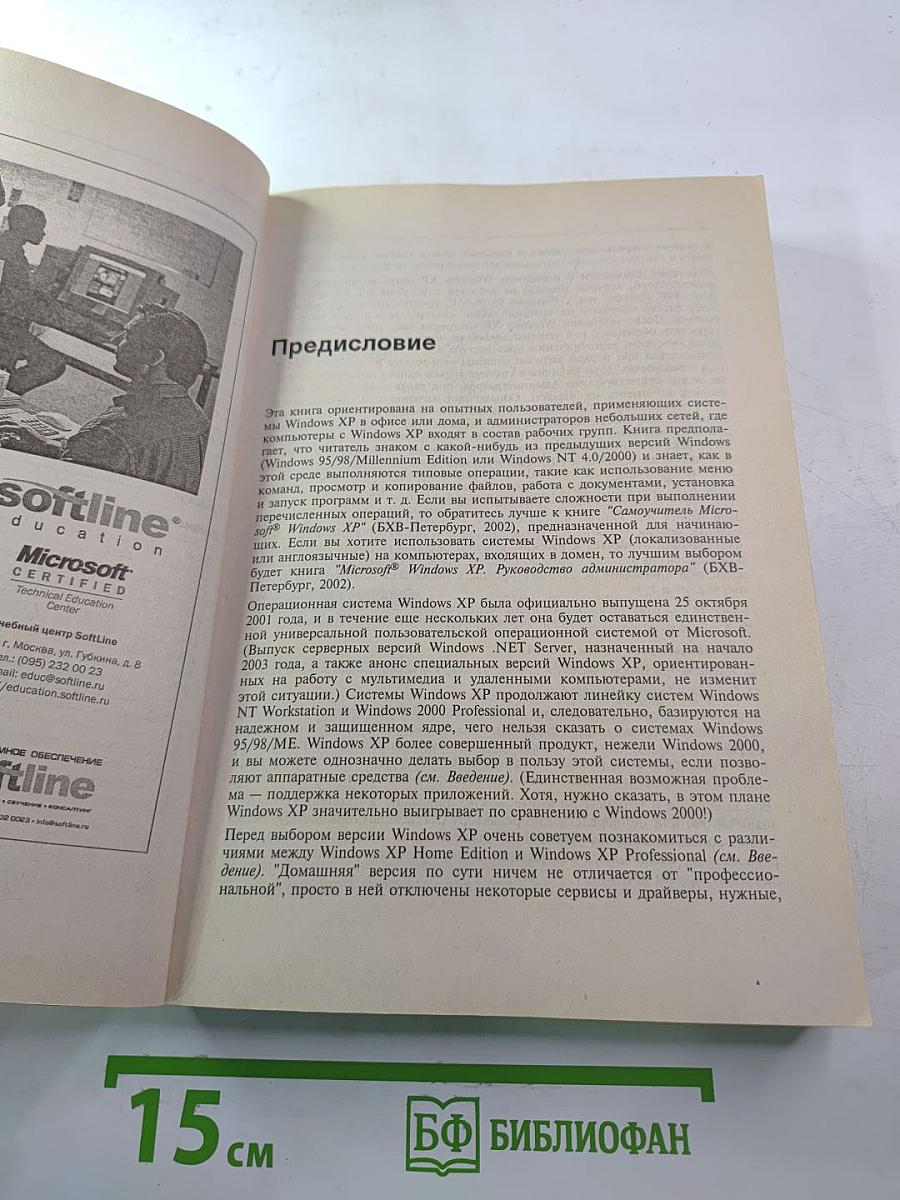 softline®
education
Microsoft
CERTIFIED
Technical Education
Center
чебный центр SoftLine
г. Москва, ул. Губкина, д. 8
ел.: (095) 232 00 23
mail: educ@softline.ru
//education.softline.ru
МНОЕ ОБЕСПЕЧЕНИЕ
ftline
• ОБУЧЕНИЕ • КОНСАЛТИНГ
32 0023 • info@softline.ru
Предисловие
Эта книга ориентирована на опытных пользователей, применяющих систе-
мы Windows XP в офисе или дома, и администраторов небольших сетей, где
компьютеры с Windows XP входят в состав рабочих групп. Книга предпола-
гает, что читатель знаком с какой-нибудь из предыдущих версий Windows
(Windows 95/98/Millennium Edition или Windows NT 4.0/2000) и знает, как в
этой среде выполняются типовые операции, такие как использование меню
команд, просмотр и копирование файлов, работа с документами, установка
и запуск программ и т. д. Если вы испытываете сложности при выполнении
перечисленных операций, то обратитесь лучше к книге "Самоучитель Micro-
soft® Windows XP" (БХВ-Петербург, 2002), предназначенной для начинаю-
щих. Если вы хотите использовать системы Windows XP (локализованные
или англоязычные) на компьютерах, входящих в домен, то лучшим выбором
будет книга "Microsoft® Windows XP. Руководство администратора" (БХВ-
Петербург, 2002).
Операционная система Windows XP была официально выпущена 25 октября
2001 года, и в течение еще нескольких лет она будет оставаться единствен-
ной универсальной пользовательской операционной системой от Microsoft.
(Выпуск серверных версий Windows .NET Server, назначенный на начало
2003 года, а также анонс специальных версий Windows XP, ориентирован-
ных на работу с мультимедиа и удаленными компьютерами, не изменит
этой ситуации.) Системы Windows XP продолжают линейку систем Windows
NT Workstation и Windows 2000 Professional и, следовательно, базируются на
надежном и защищенном ядре, чего нельзя сказать о системах Windows
95/98/ME. Windows XP более совершенный продукт, нежели Windows 2000,
и вы можете однозначно делать выбор в пользу этой системы, если позво-
ляют аппаратные средства (см. Введение). (Единственная возможная пробле-
ма — поддержка некоторых приложений. Хотя, нужно сказать, в этом плане
Windows XP значительно выигрывает по сравнению с Windows 2000!)
Перед выбором версии Windows XP очень советуем познакомиться с разли-
чиями между Windows XP Home Edition и Windows XP Professional (см. Вве-
дение). "Домашняя" версия по сути ничем не отличается от "профессио-
нальной", просто в ней отключены некоторые сервисы и драйверы, нужные,
15 см
БФ БИБЛИОФАН